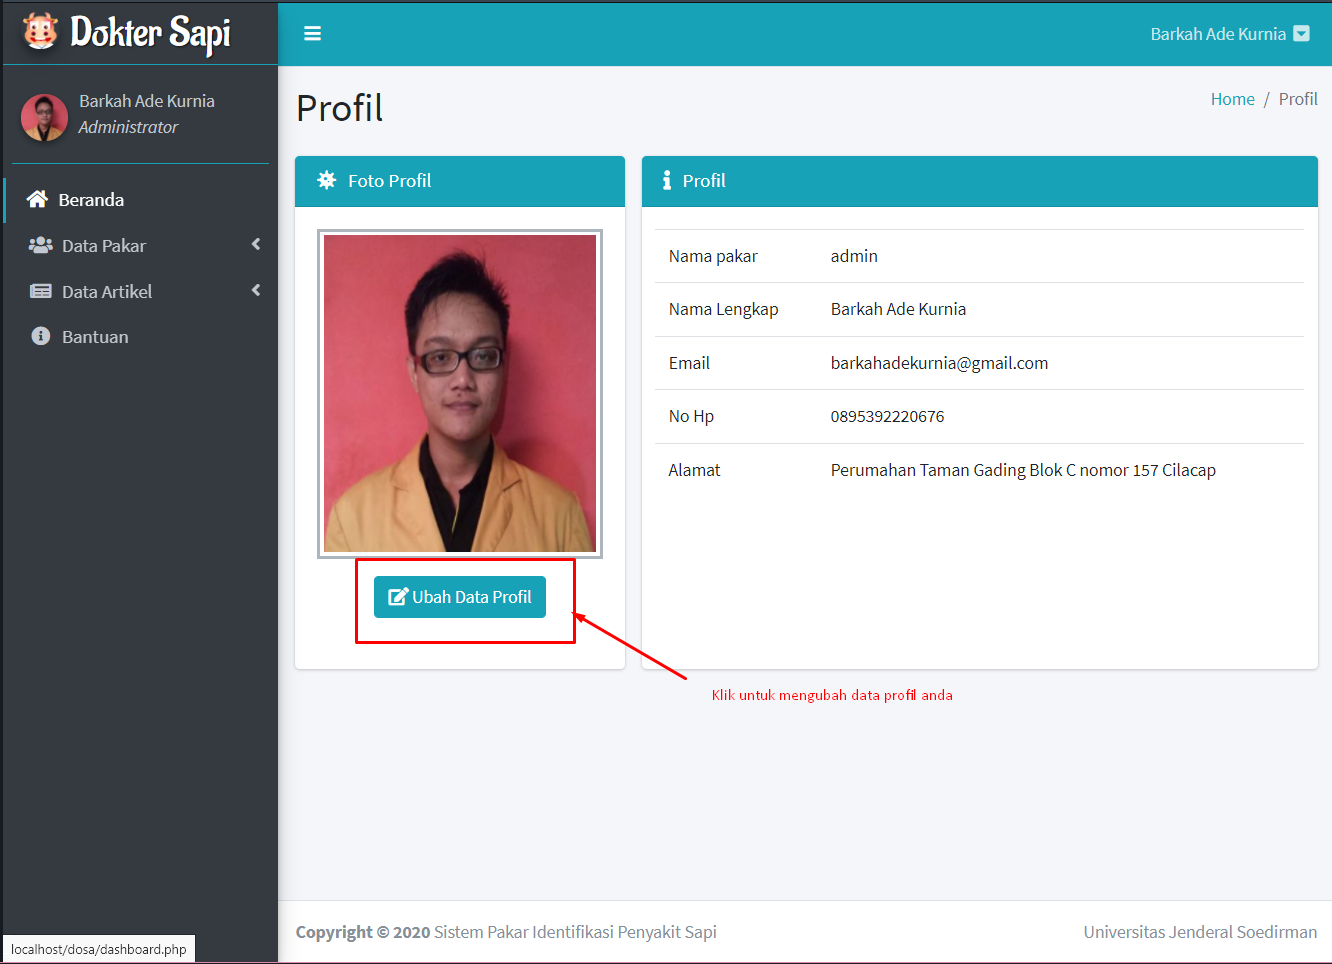 Dokter Sapi
Barkah Ade Kurnia
Barkah Ade Kurnia
Administrator
Beranda
Data Pakar
Data Artikel
Bantuan
Profil
Home / Profil
Foto Profil
Ubah Data Profil
Profil
Nama pakar admin
Nama Lengkap Barkah Ade Kurnia
Email barkahadekurnia@gmail.com
No Hp 0895392220676
Alamat Perumahan Taman Gading Blok C nomor 157 Cilacap
Klik untuk mengubah data profil anda
Copyright © 2020 Sistem Pakar Identifikasi Penyakit Sapi
Universitas Jenderal Soedirman
localhost/dosa/dashboard.php